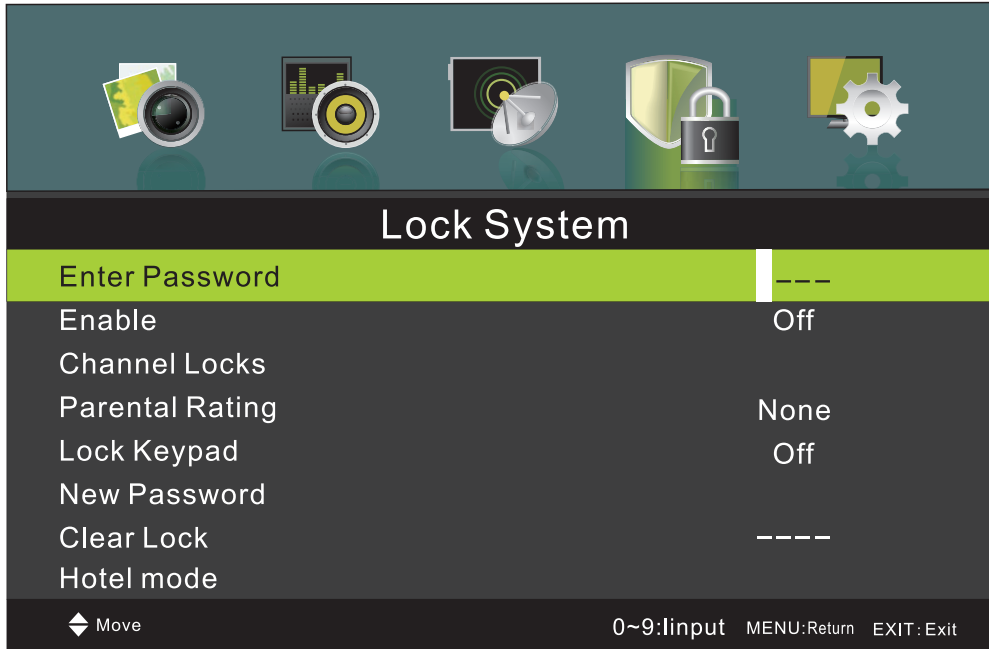 Lock System
Enter Password ▮---
Enable Off
Channel Locks
Parental Rating None
Lock Keypad Off
New Password
Clear Lock ----
Hotel mode
Move 0~9:Iinput MENU:Return EXIT:Exit